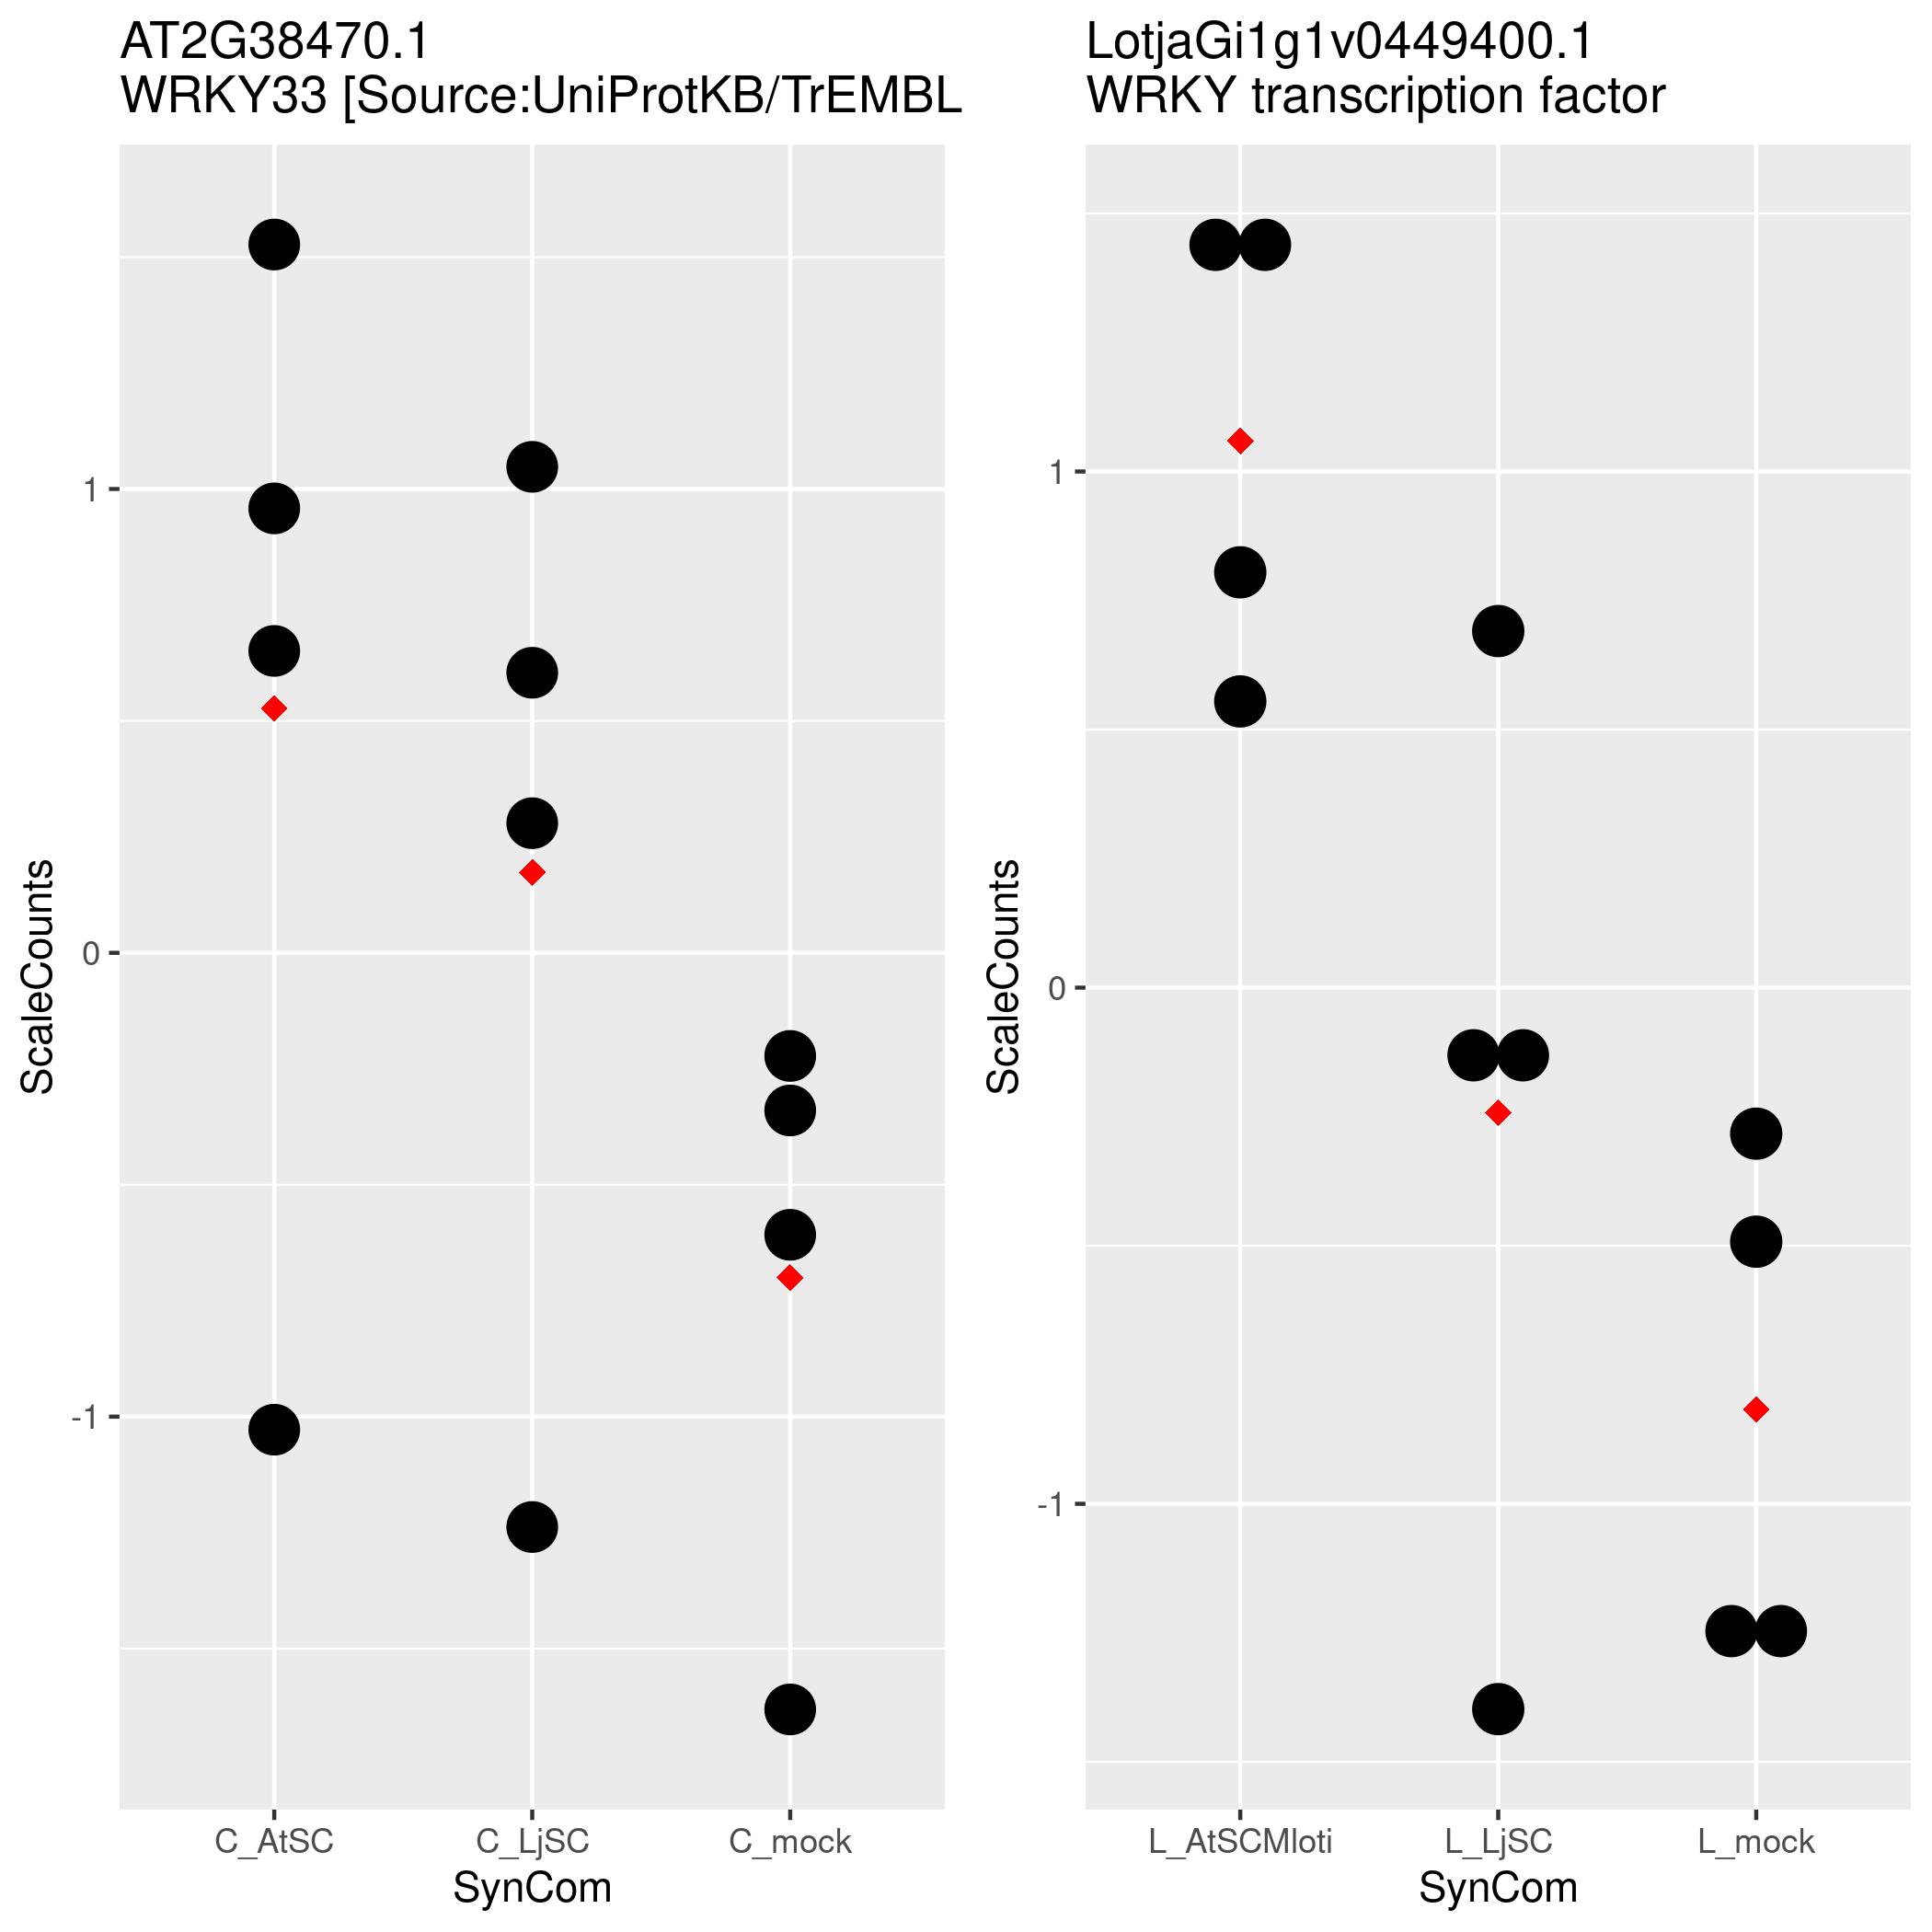 AT2G38470.1
WRKY33 [Source:UniProtKB/TrEMBL
ScaleCounts
1
0
-1
C_AtSC
C_LjSC
C_mock
SynCom
LotjaGi1g1v0449400.1
WRKY transcription factor
ScaleCounts
1
0
-1
L_AtSCMloti
L_LjSC
L_mock
SynCom